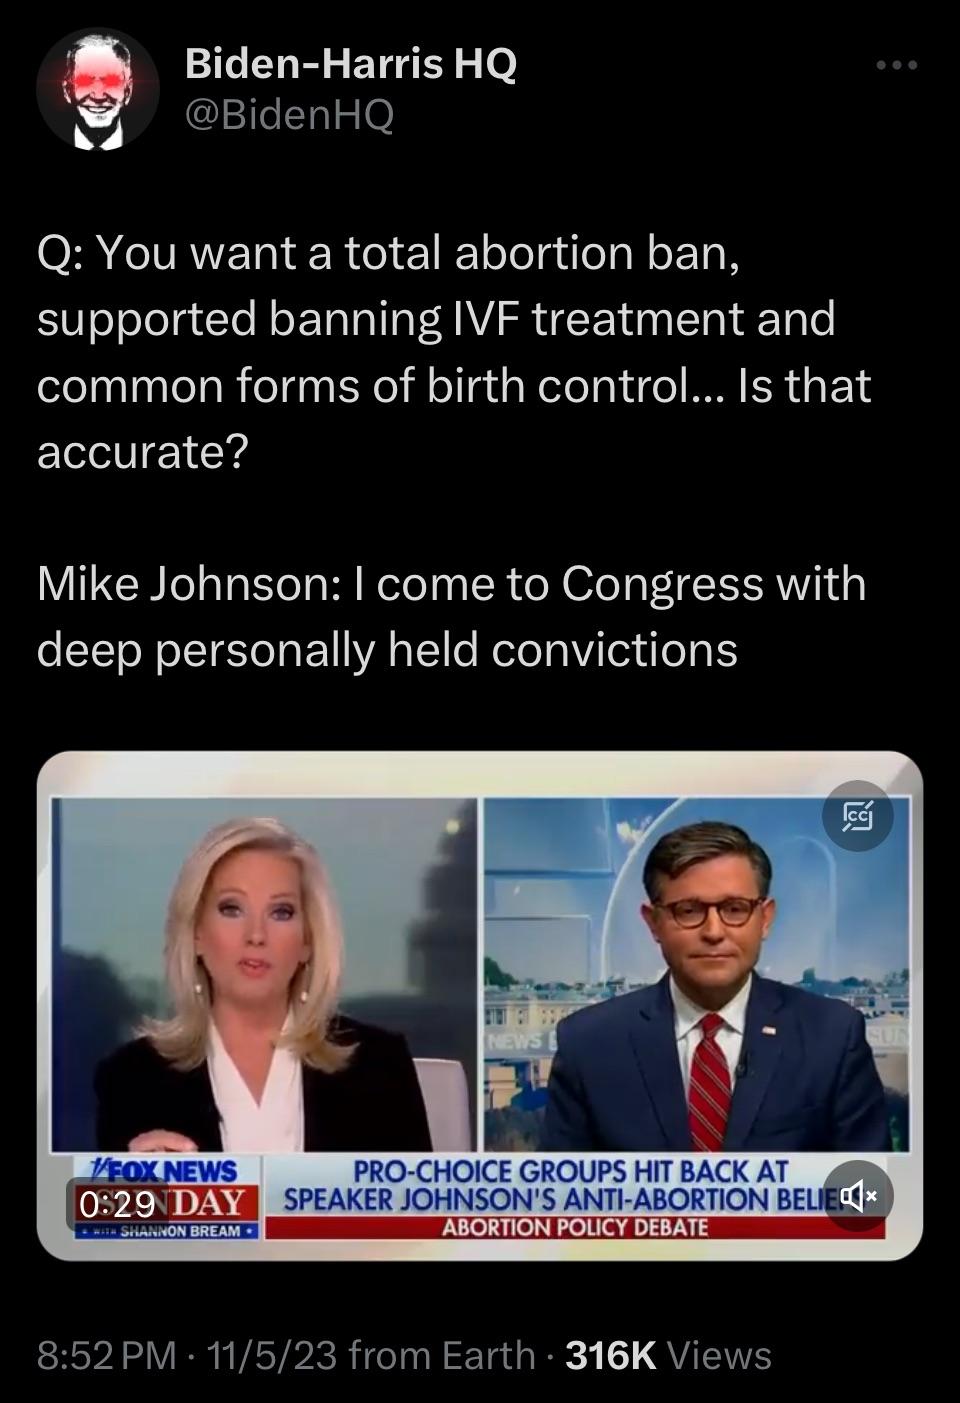 Biden-Harris HQ
@BidenHQ
Q: You want a total abortion ban,
supported banning IVF treatment and
common forms of birth control... Is that
accurate?
Mike Johnson: I come to Congress with
deep personally held convictions
CC
NEWS
SUN
FOX NEWS
PRO-CHOICE GROUPS HIT BACK AT
0:29
NDAY
SPEAKER JOHNSON'S ANTI-ABORTION BELIE
WITH SHANNON BREAM
ABORTION POLICY DEBATE
8:52 PM · 11/5/23 from Earth · 316K Views